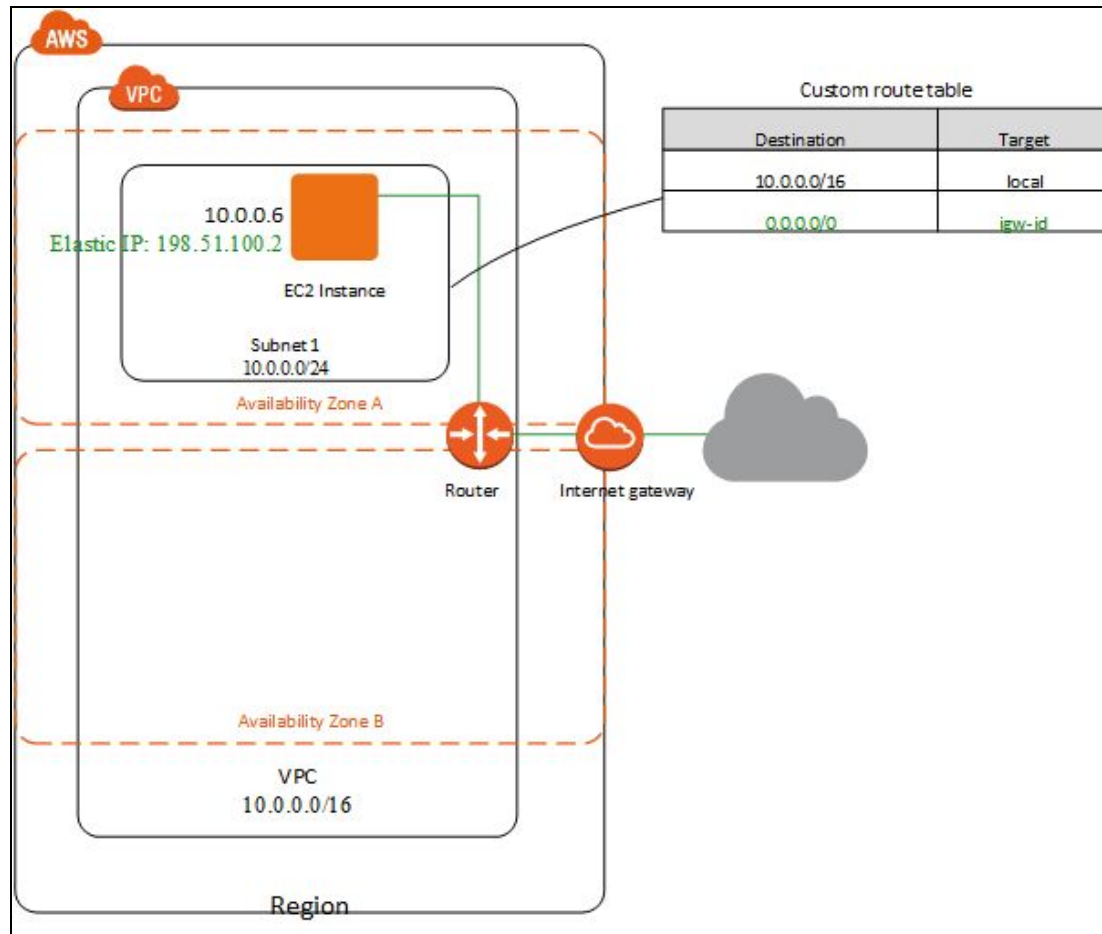 AWS
VPC
Custom route table
Destination Target
10.0.0.0/16 local
0.0.0.0/0 igw-id
10.0.0.6
Elastic IP: 198.51.100.2
EC2 Instance
Subnet 1
10.0.0.0/24
Availability Zone A
Router
Internet gateway
Availability Zone B
VPC
10.0.0.0/16
Region